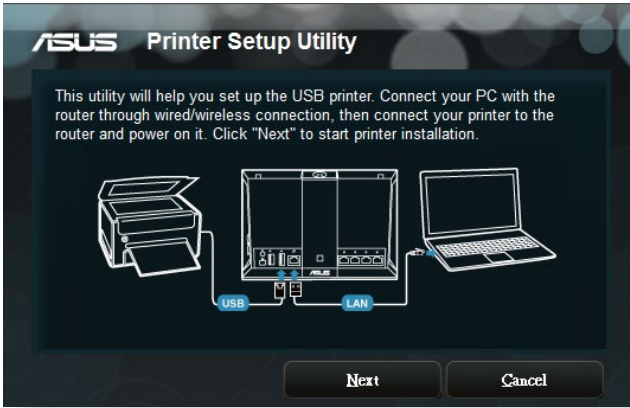 ASUS Printer Setup Utility
This utility will help you set up the USB printer. Connect your PC with the
router through wired/wireless connection, then connect your printer to the
router and power on it. Click "Next" to start printer installation.
ASUS
USB
LAN
Next
Cancel